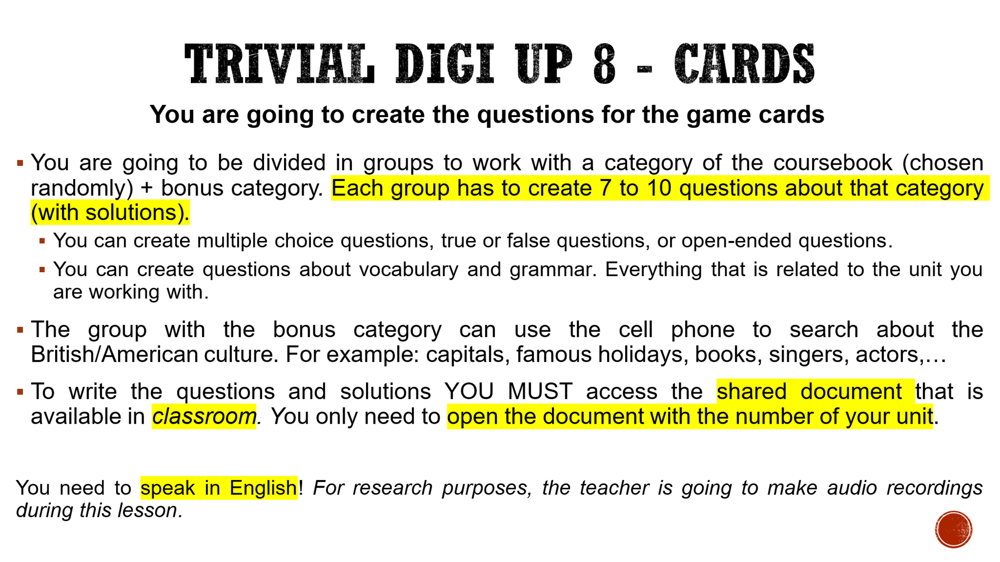 TRIVIAL DIGI UP 8 - CARDS
You are going to create the questions for the game cards
You are going to be divided in groups to work with a category of the coursebook (chosen
randomly) + bonus category. Each group has to create 7 to 10 questions about that category
(with solutions).
You can create multiple choice questions, true or false questions, or open-ended questions.
You can create questions about vocabulary and grammar. Everything that is related to the unit you
are working with.
The group with the bonus category can use the cell phone to search about the
British/American culture. For example: capitals, famous holidays, books, singers, actors,…
To write the questions and solutions YOU MUST access the shared document that is
available in classroom. You only need to open the document with the number of your unit.
You need to speak in English! For research purposes, the teacher is going to make audio recordings
during this lesson.